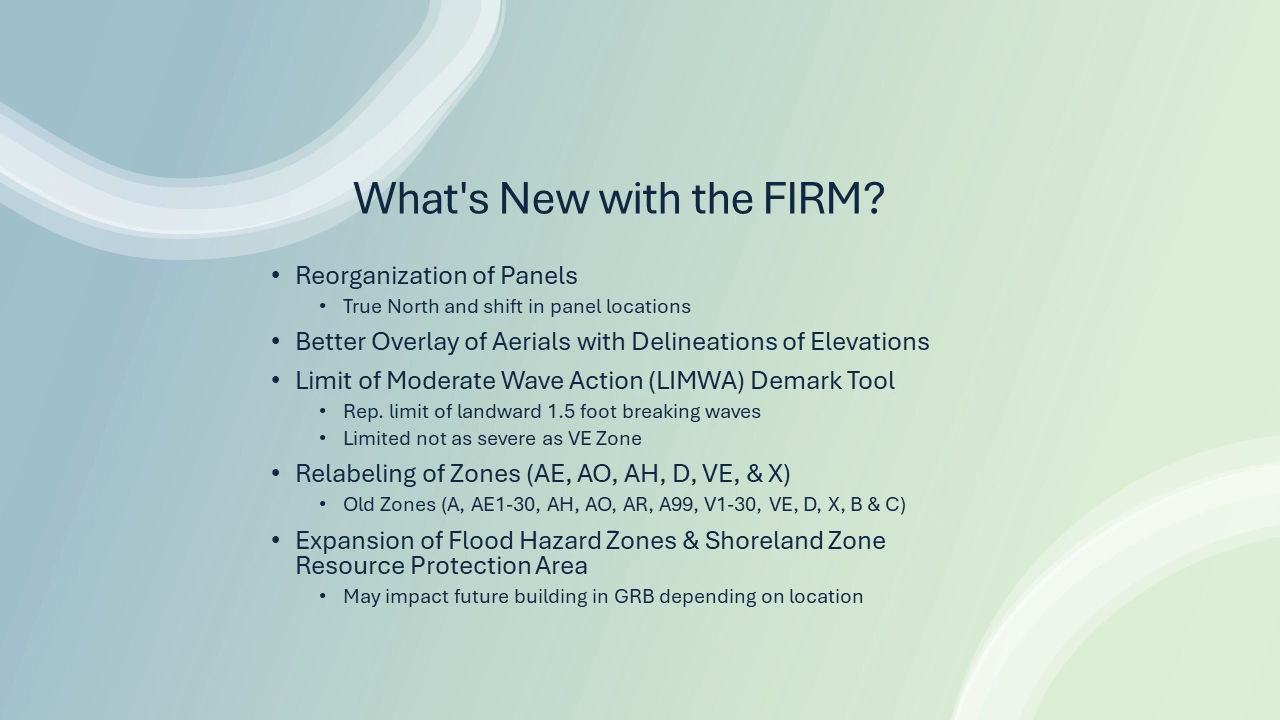 What's New with the FIRM?
• Reorganization of Panels
• True North and shift in panel locations
• Better Overlay of Aerials with Delineations of Elevations
• Limit of Moderate Wave Action (LIMWA) Demark Tool
• Rep. limit of landward 1.5 foot breaking waves
• Limited not as severe as VE Zone
• Relabeling of Zones (AE, AO, AH, D, VE, & X)
• Old Zones (A, AE1-30, AH, AO, AR, A99, V1-30, VE, D, X, B & C)
• Expansion of Flood Hazard Zones & Shoreland Zone
Resource Protection Area
• May impact future building in GRB depending on location